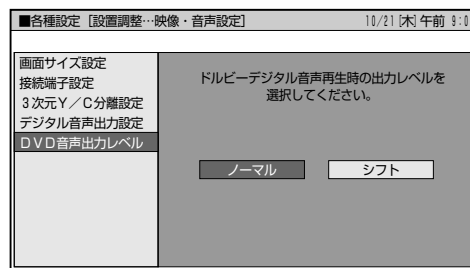 ■各種設定［設置調整…映像・音声設定］ 10/21[木]午前 9:0
画面サイズ設定
接続端子設定
３次元Ｙ／Ｃ分離設定
デジタル音声出力設定
ＤＶＤ音声出力レベル
ドルビーデジタル音声再生時の出力レベルを
選択してください。
ノーマル
シフト